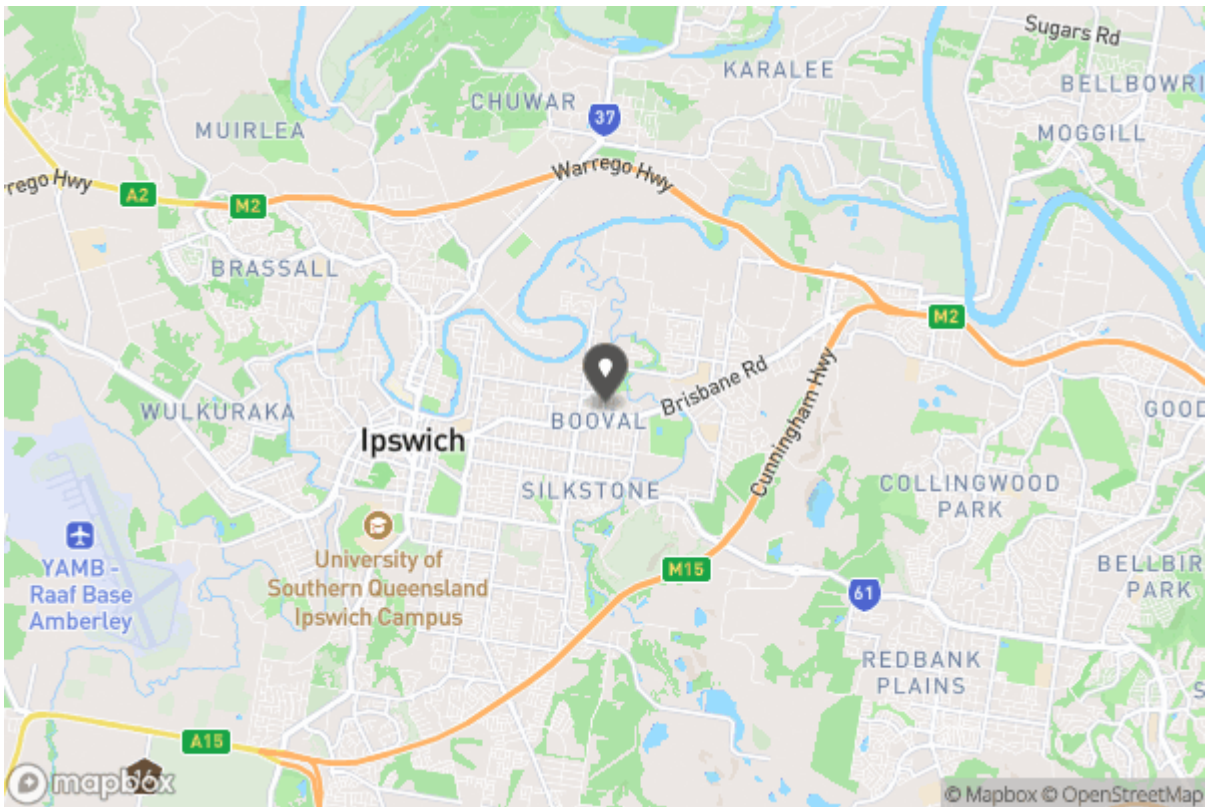 Sugars Rd
KARALEE
BELLBOWRI
CHUWAR
37
MUIRLEA
MOGGILL
Warrego Hwy
rrego Hwy
A2
M2
BRASSALL
M2
Brisbane Rd
Cunningham Hwy
WULKURAKA
BOOVAL
GOOD
Ipswich
SILKSTONE
COLLINGWOOD
PARK
University of
Southern Queensland
Ipswich Campus
YAMB -
Raaf Base
Amberley
M15
BELLBIR
PARK
61
REDBANK
PLAINS
S
A15
mapbox
© Mapbox © OpenStreetMap